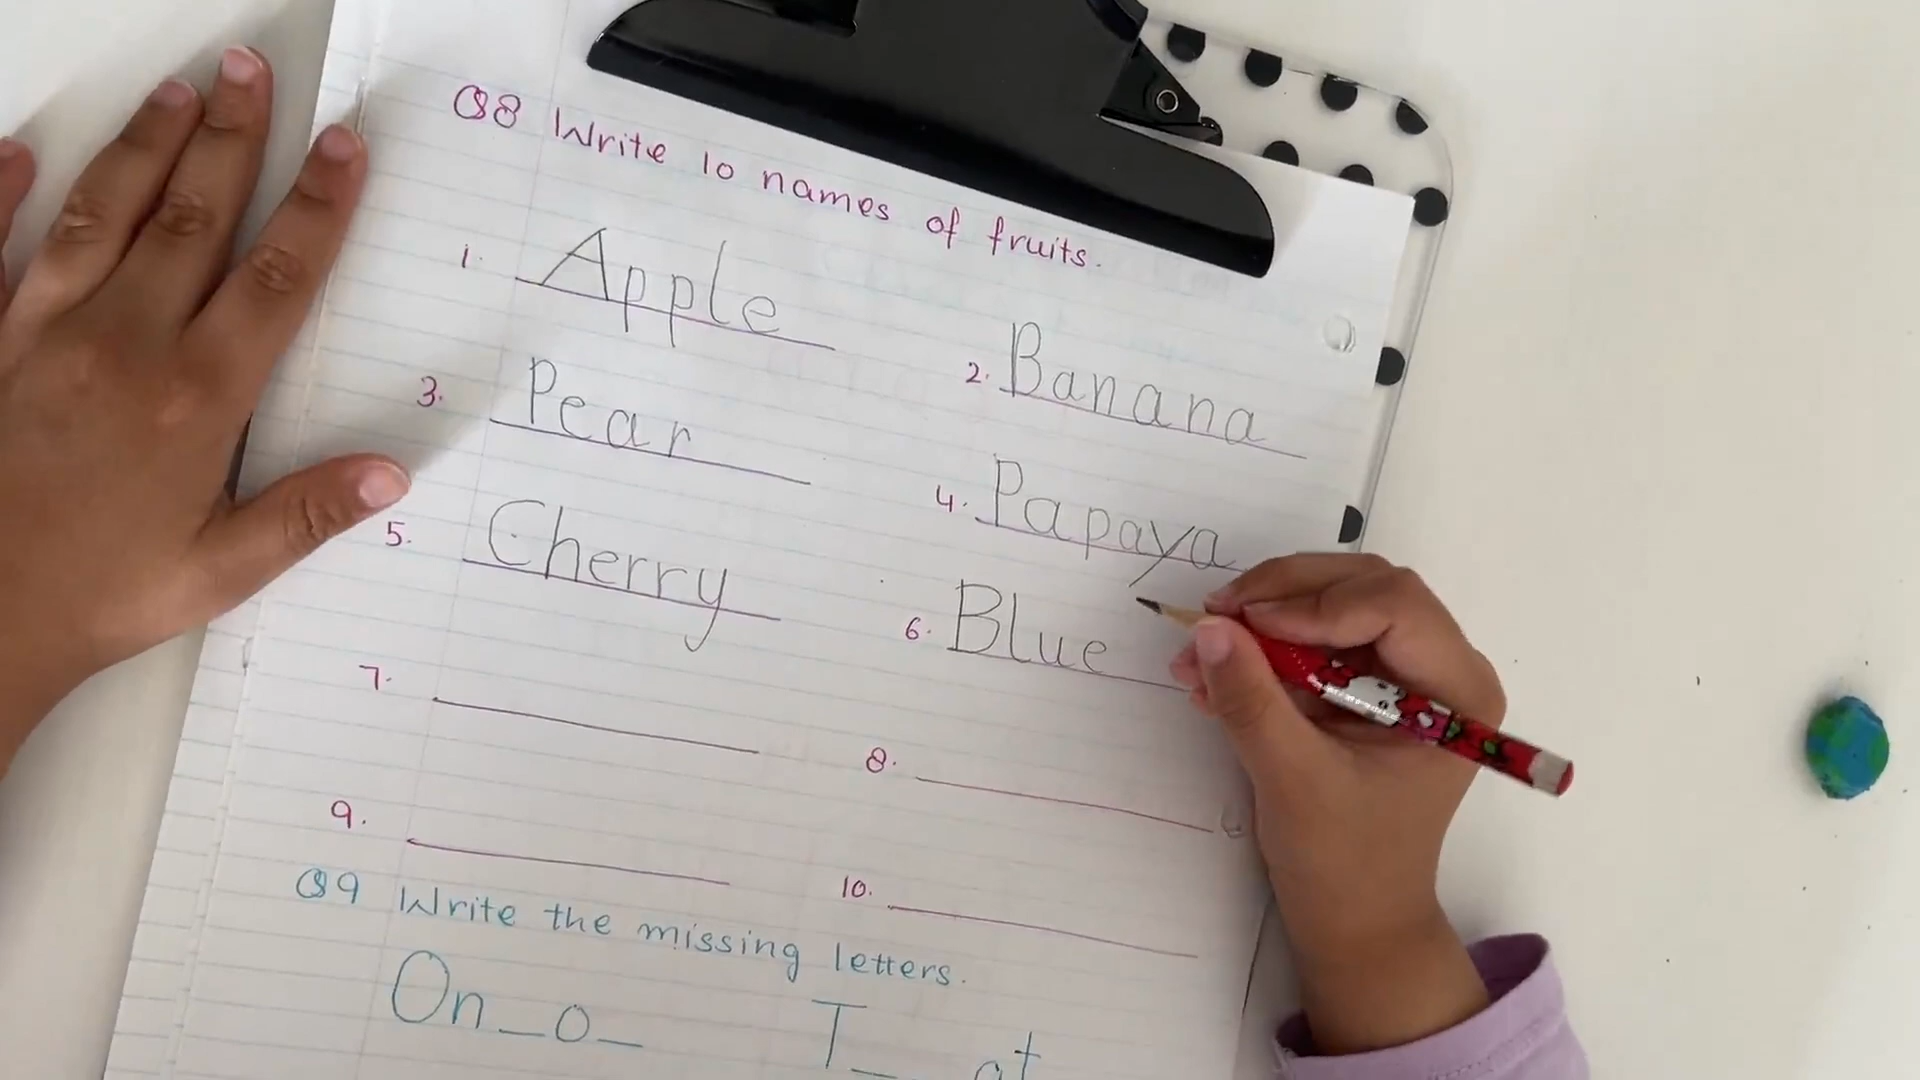 Q8 Write 10 names of fruits.
1. Apple
2. Banana
3. Pear
4. Papaya
5. Cherry
6. Blue
7.
8.
9.
10.
Q9 Write the missing letters.
On_o_ T_ _at